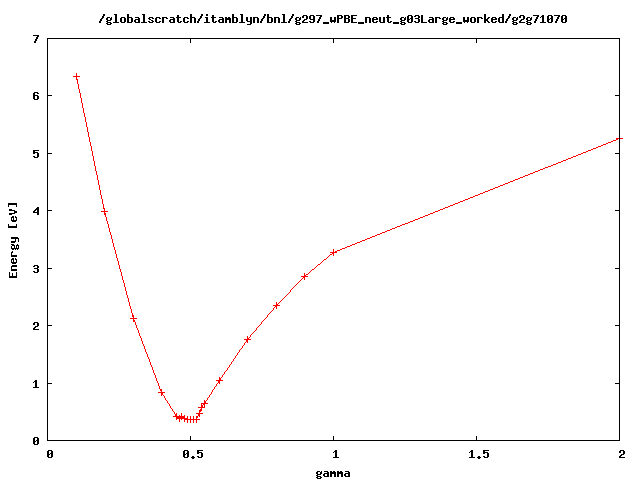 /globalscratch/itamblyn/bnl/g297_wPBE_neut_g03Large_worked/g2g71070
7
6
5
4
3
2
1
0
Energy [eV]
0 0.5 1 1.5 2
gamma